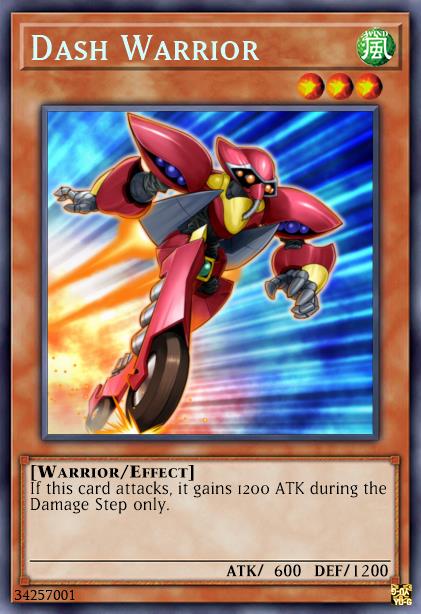 DASH WARRIOR
WIND
風
[WARRIOR/EFFECT]
If this card attacks, it gains 1200 ATK during the
Damage Step only.
ATK/ 600 DEF/1200
34257001